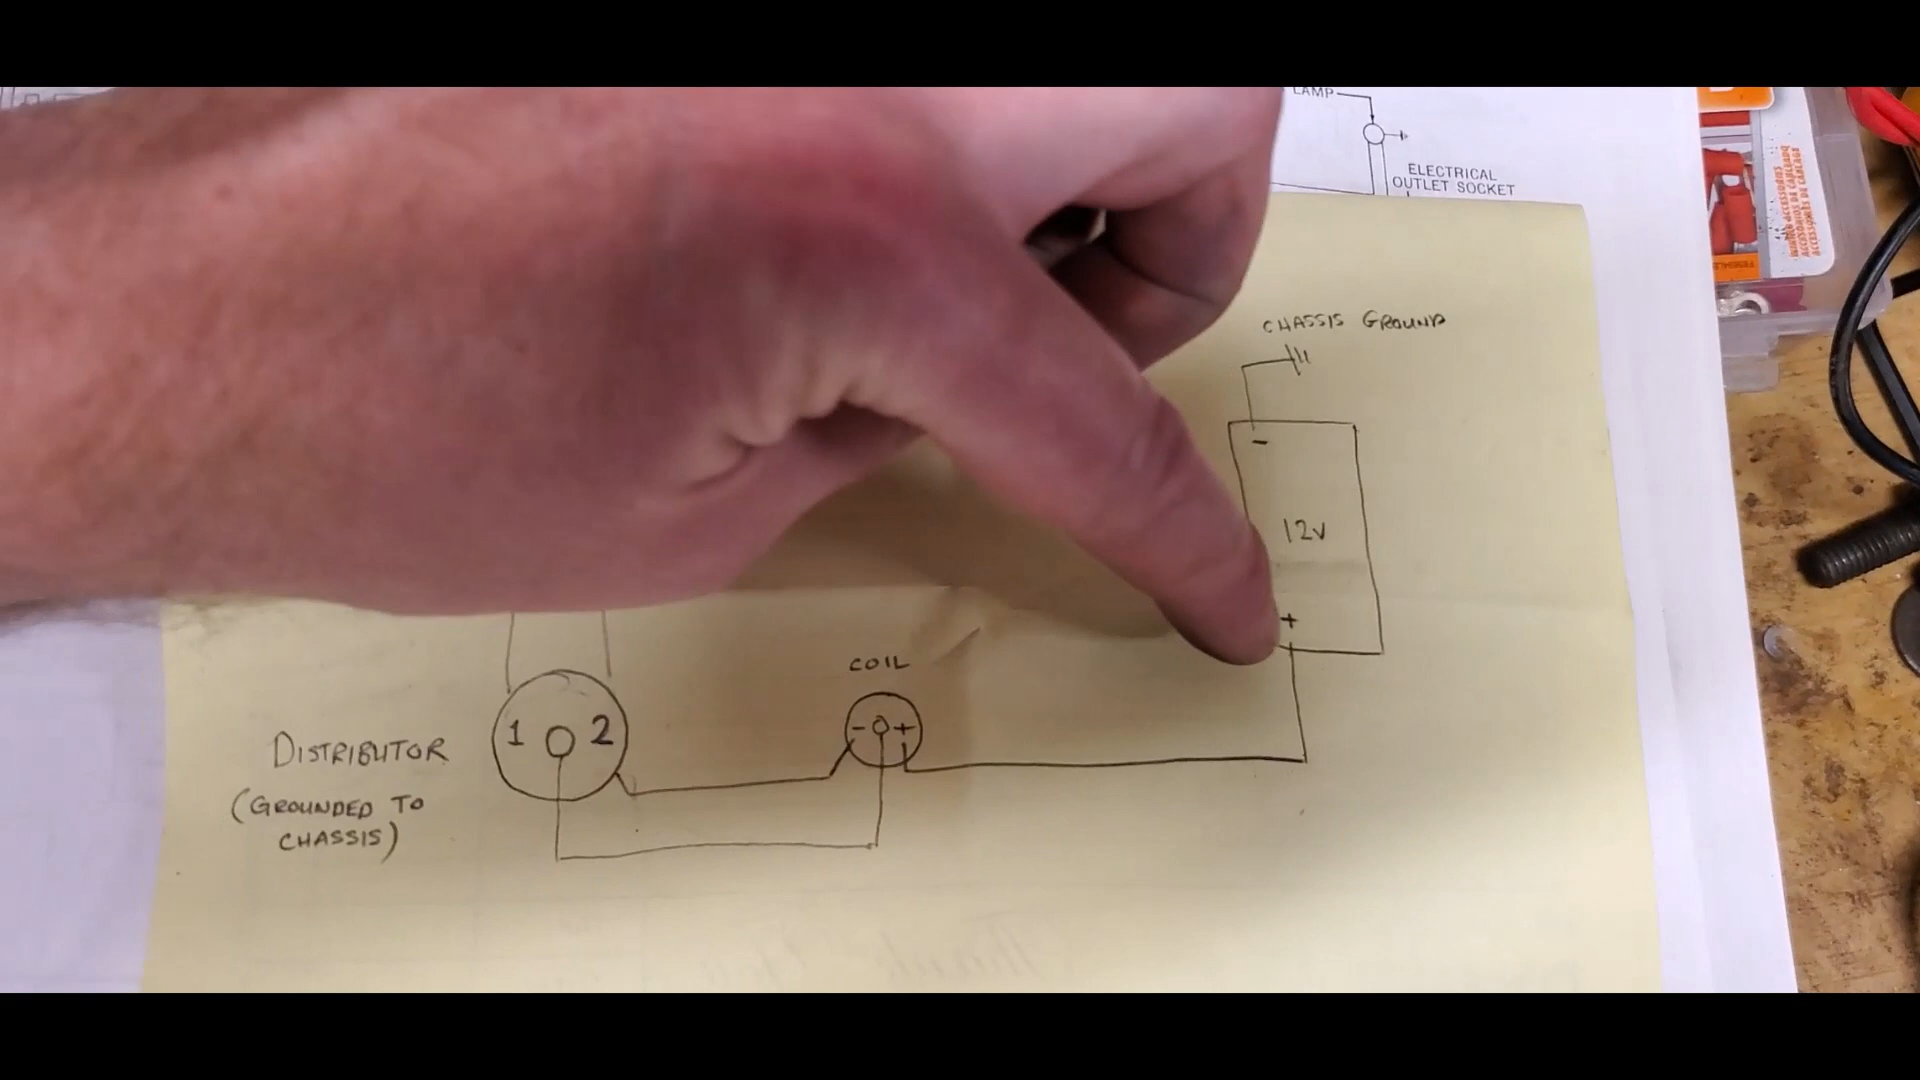 LAMP
ELECTRICAL
OUTLET SOCKET
CHASSIS GROUND
-
12V
+
COIL
- +
1 2
DISTRIBUTOR
(GROUNDED TO
CHASSIS)